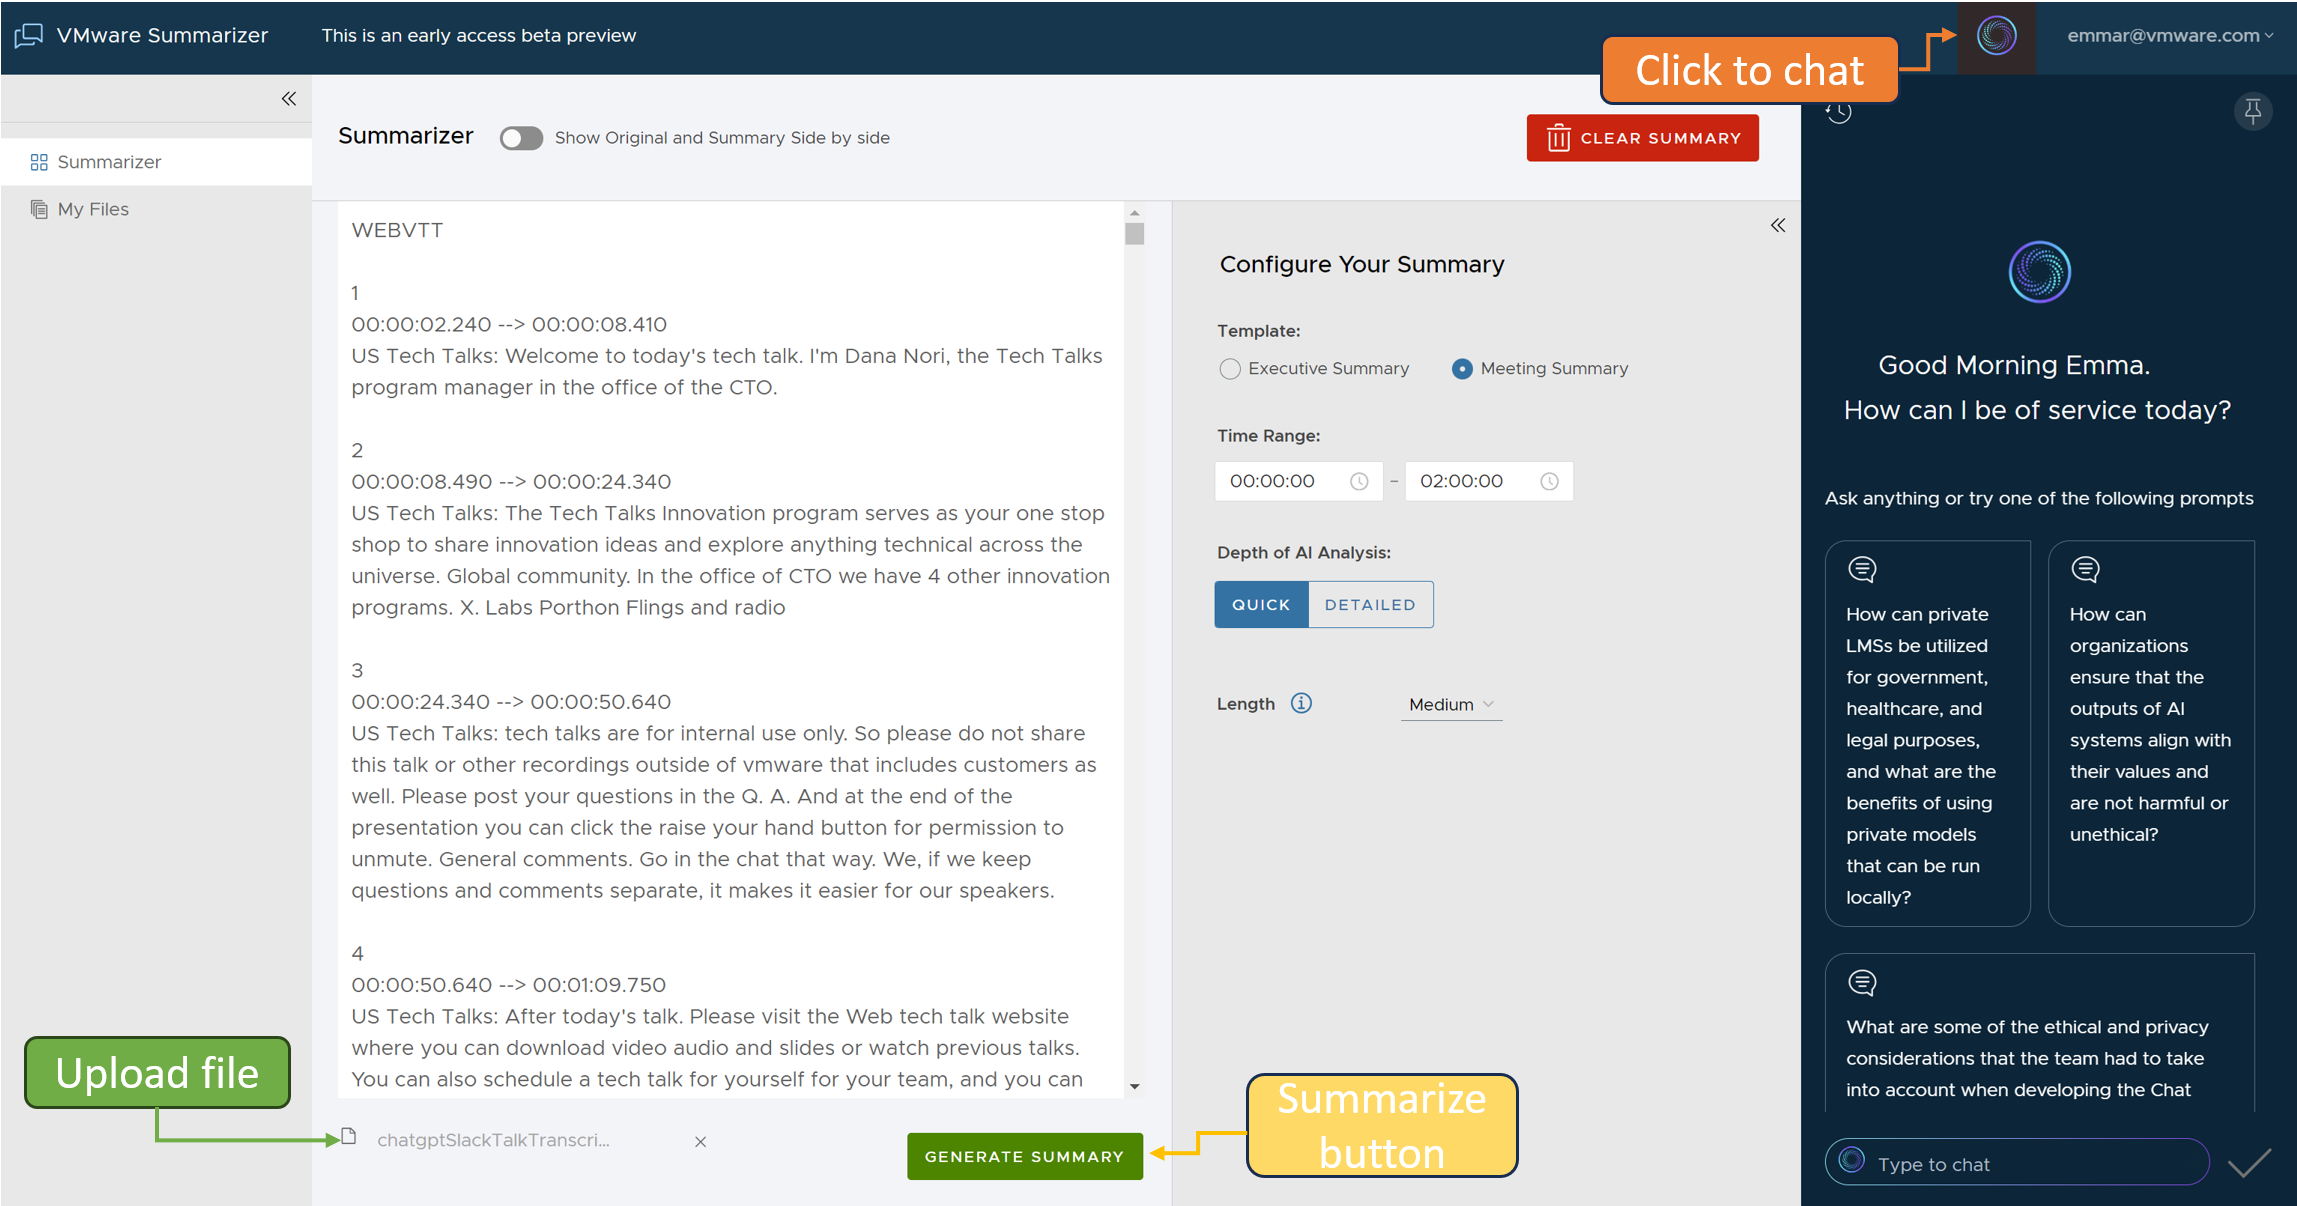 VMware Summarizer
This is an early access beta preview
Click to chat
emmar@vmware.com
Summarizer
My Files
Summarizer
Show Original and Summary Side by side
CLEAR SUMMARY
WEBVTT
1
00:00:02.240 --> 00:00:08.410
US Tech Talks: Welcome to today's tech talk. I'm Dana Nori, the Tech Talks
program manager in the office of the CTO.
2
00:00:08.490 --> 00:00:24.340
US Tech Talks: The Tech Talks Innovation program serves as your one stop
shop to share innovation ideas and explore anything technical across the
universe. Global community. In the office of CTO we have 4 other innovation
programs. X. Labs Porthon Flings and radio
3
00:00:24.340 --> 00:00:50.640
US Tech Talks: tech talks are for internal use only. So please do not share
this talk or other recordings outside of vmware that includes customers as
well. Please post your questions in the Q. A. And at the end of the
presentation you can click the raise your hand button for permission to
unmute. General comments. Go in the chat that way. We, if we keep
questions and comments separate, it makes it easier for our speakers.
4
00:00:50.640 --> 00:01:09.750
US Tech Talks: After today's talk. Please visit the Web tech talk website
where you can download video audio and slides or watch previous talks.
You can also schedule a tech talk for yourself for your team, and you can
Upload file
chatgptSlackTalkTranscri...
GENERATE SUMMARY
Summarize
button
Configure Your Summary
Template:
Executive Summary
Meeting Summary
Time Range:
00:00:00 - 02:00:00
Depth of AI Analysis:
QUICK
DETAILED
Length
Medium
Good Morning Emma.
How can I be of service today?
Ask anything or try one of the following prompts
How can private
LMSs be utilized
for government,
healthcare, and
legal purposes,
and what are the
benefits of using
private models
that can be run
locally?
How can
organizations
ensure that the
outputs of AI
systems align with
their values and
are not harmful or
unethical?
What are some of the ethical and privacy
considerations that the team had to take
into account when developing the Chat
Type to chat